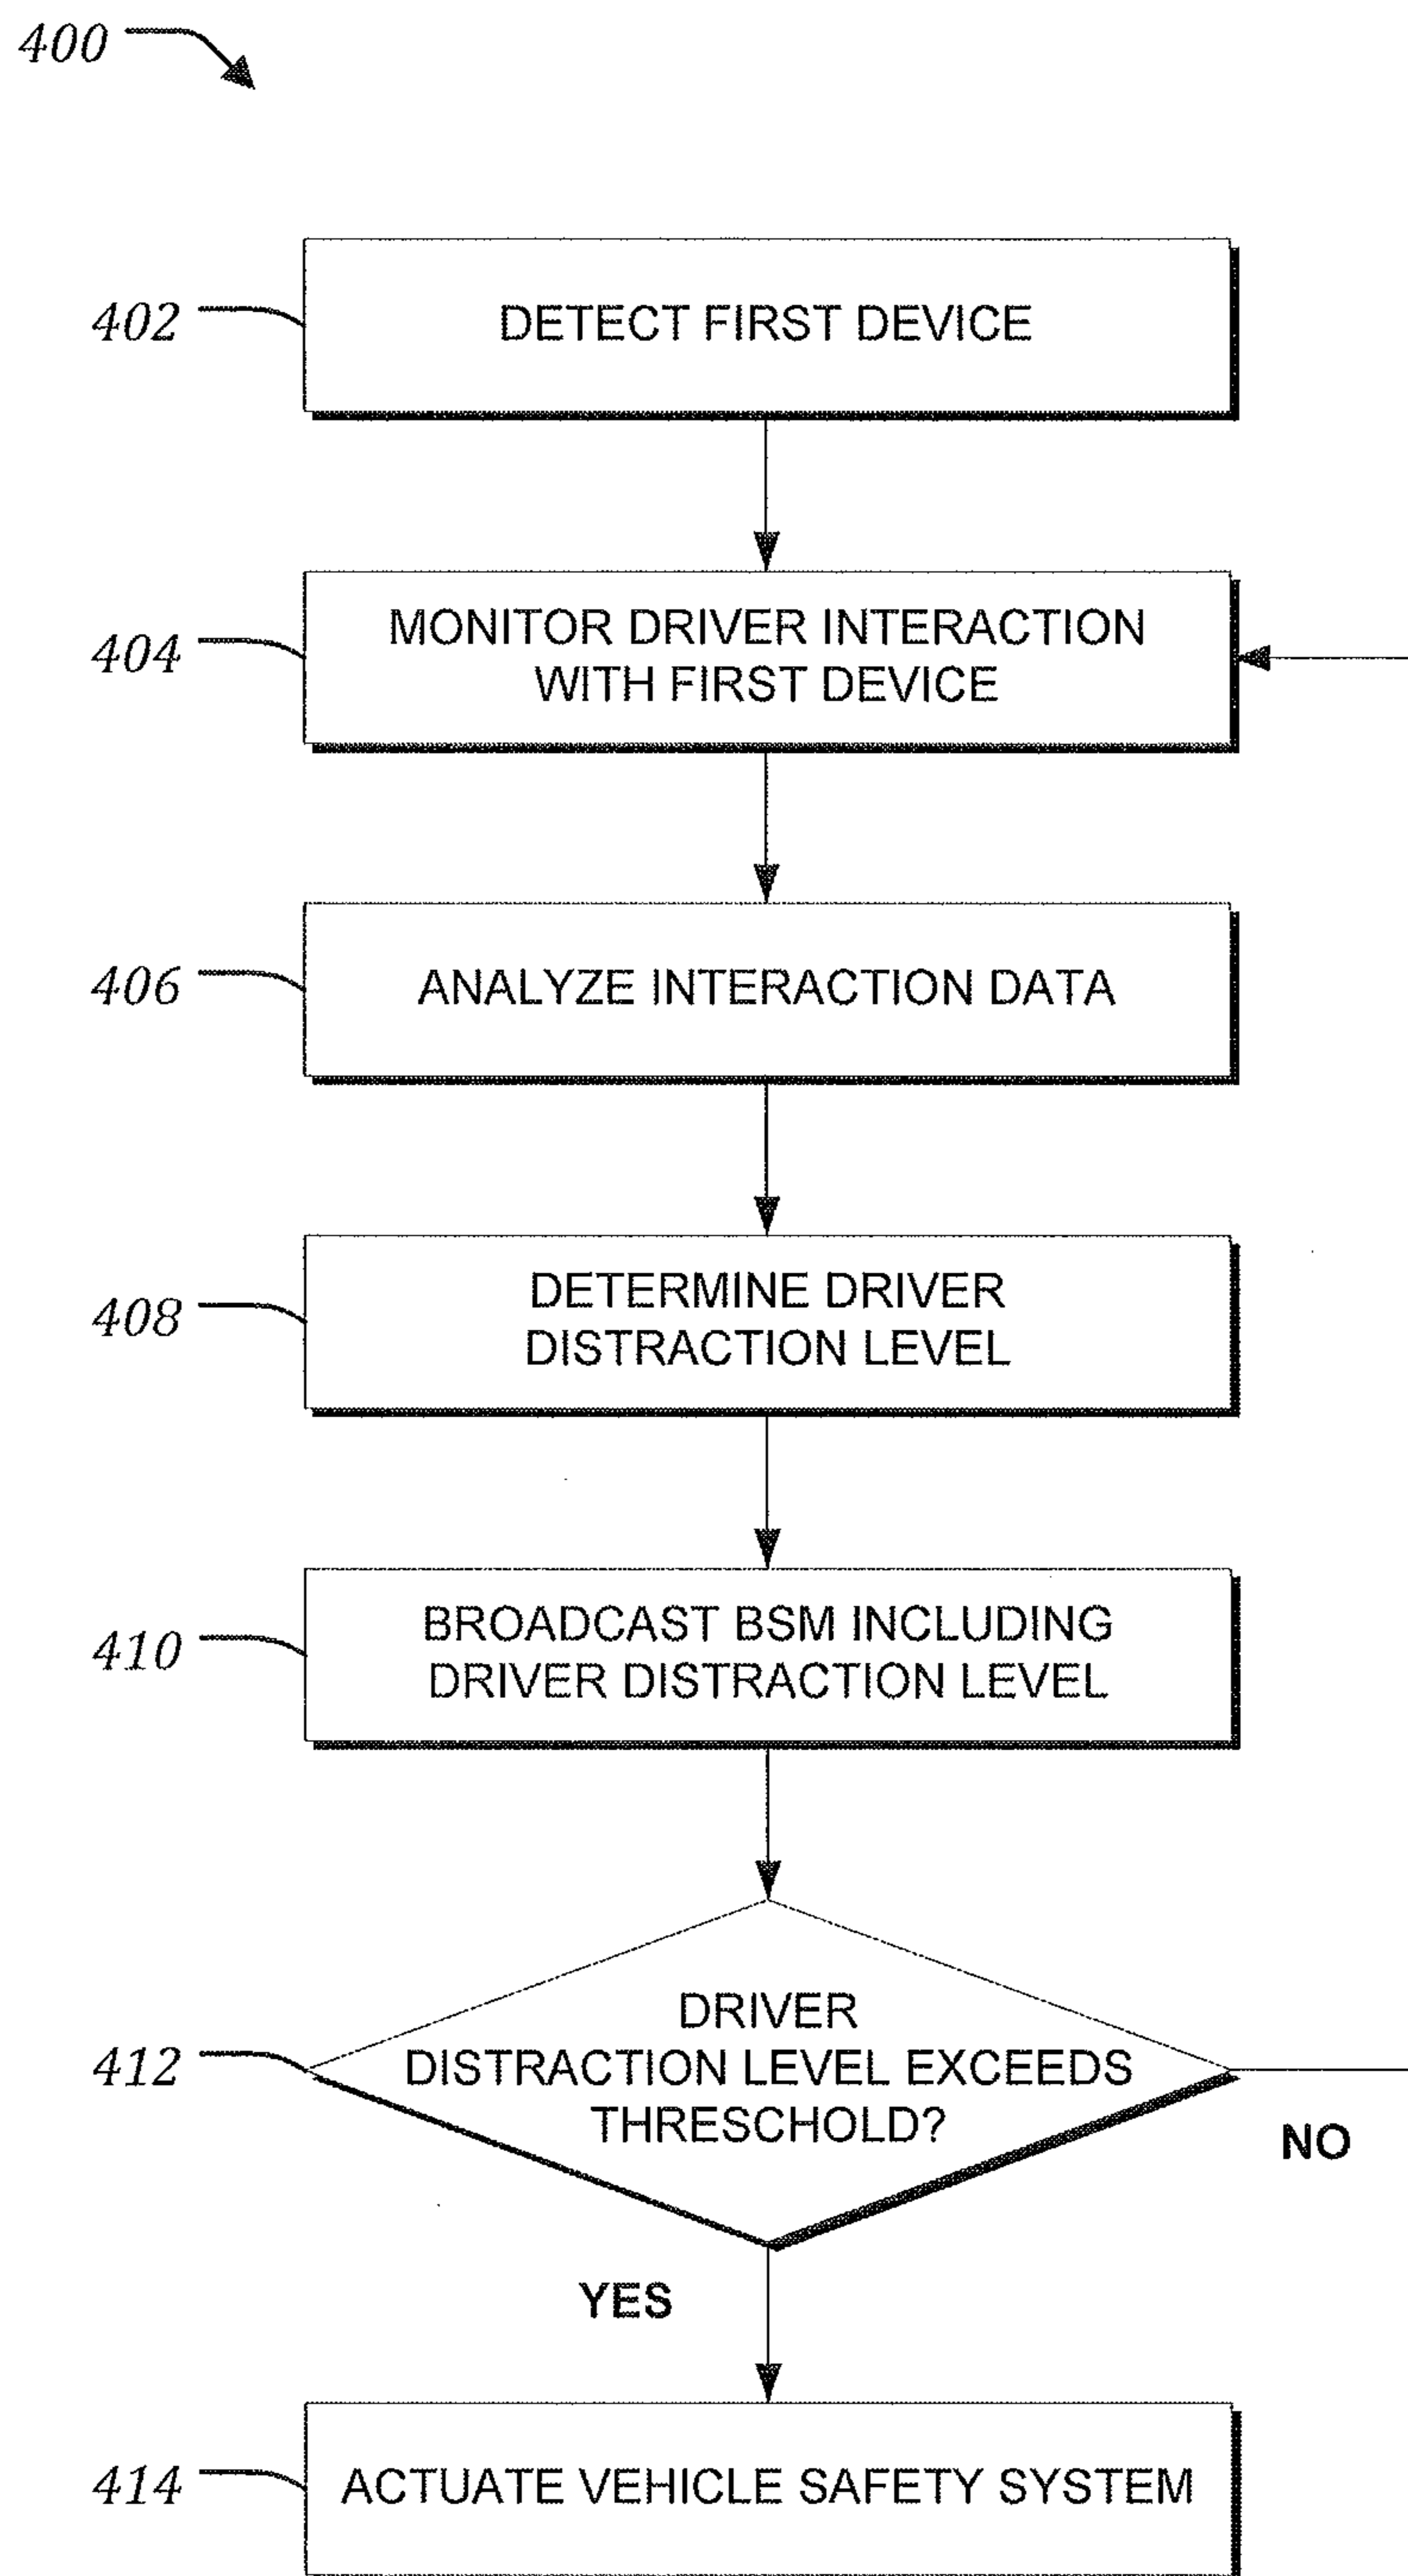 400
402
DETECT FIRST DEVICE
404
MONITOR DRIVER INTERACTION
WITH FIRST DEVICE
406
ANALYZE INTERACTION DATA
408
DETERMINE DRIVER
DISTRACTION LEVEL
410
BROADCAST BSM INCLUDING
DRIVER DISTRACTION LEVEL
412
DRIVER
DISTRACTION LEVEL EXCEEDS
THRESCHOLD?
NO
YES
414
ACTUATE VEHICLE SAFETY SYSTEM